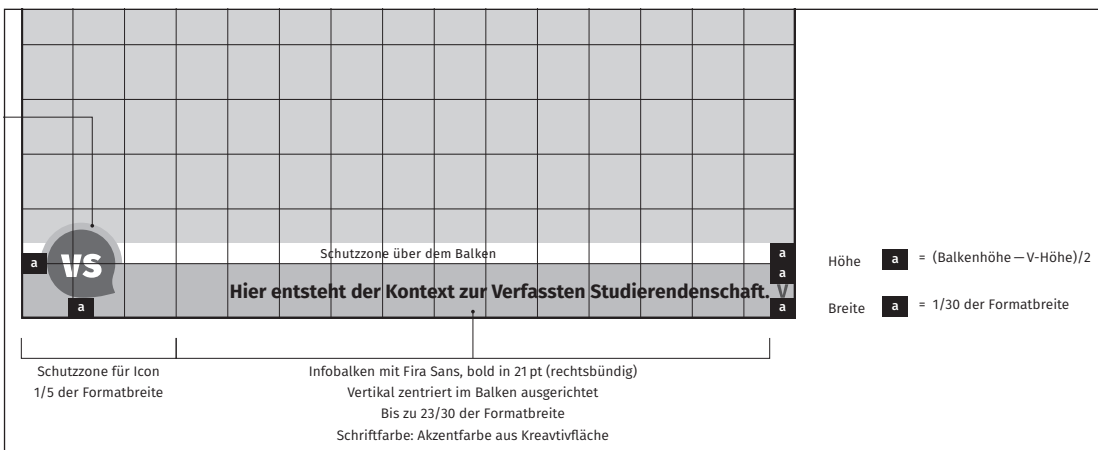 Schutzzone über dem Balken
VS
a
a
a
a
Hier entsteht der Kontext zur Verfassten Studierendenschaft. V
a
Höhe a = (Balkenhöhe — V-Höhe)/2
Breite a = 1/30 der Formatbreite
Schutzzone für Icon
1/5 der Formatbreite
Infobalken mit Fira Sans, bold in 21 pt (rechtsbündig)
Vertikal zentriert im Balken ausgerichtet
Bis zu 23/30 der Formatbreite
Schriftfarbe: Akzentfarbe aus Kreavtivfläche